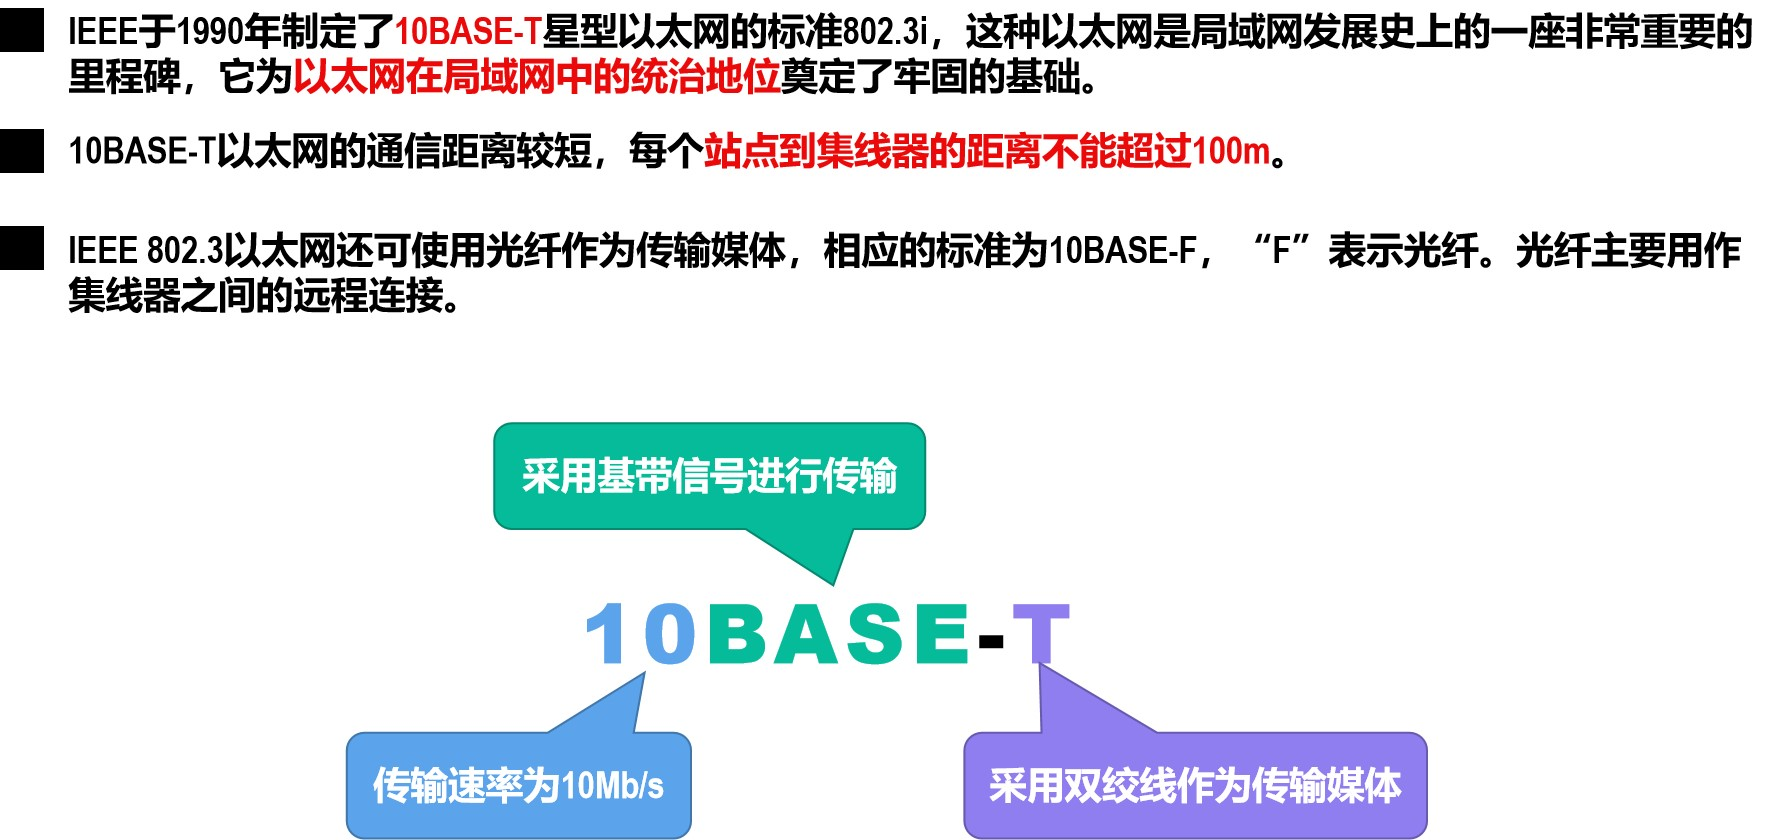 IEEE于1990年制定了10BASE-T星型以太网的标准802.3i，这种以太网是局域网发展史上的一座非常重要的
里程碑，它为以太网在局域网中的统治地位奠定了牢固的基础。
10BASE-T以太网的通信距离较短，每个站点到集线器的距离不能超过100m。
IEEE 802.3以太网还可使用光纤作为传输媒体，相应的标准为10BASE-F，“F”表示光纤。光纤主要用作
集线器之间的远程连接。
采用基带信号进行传输
10BASE-T
传输速率为10Mb/s
采用双绞线作为传输媒体